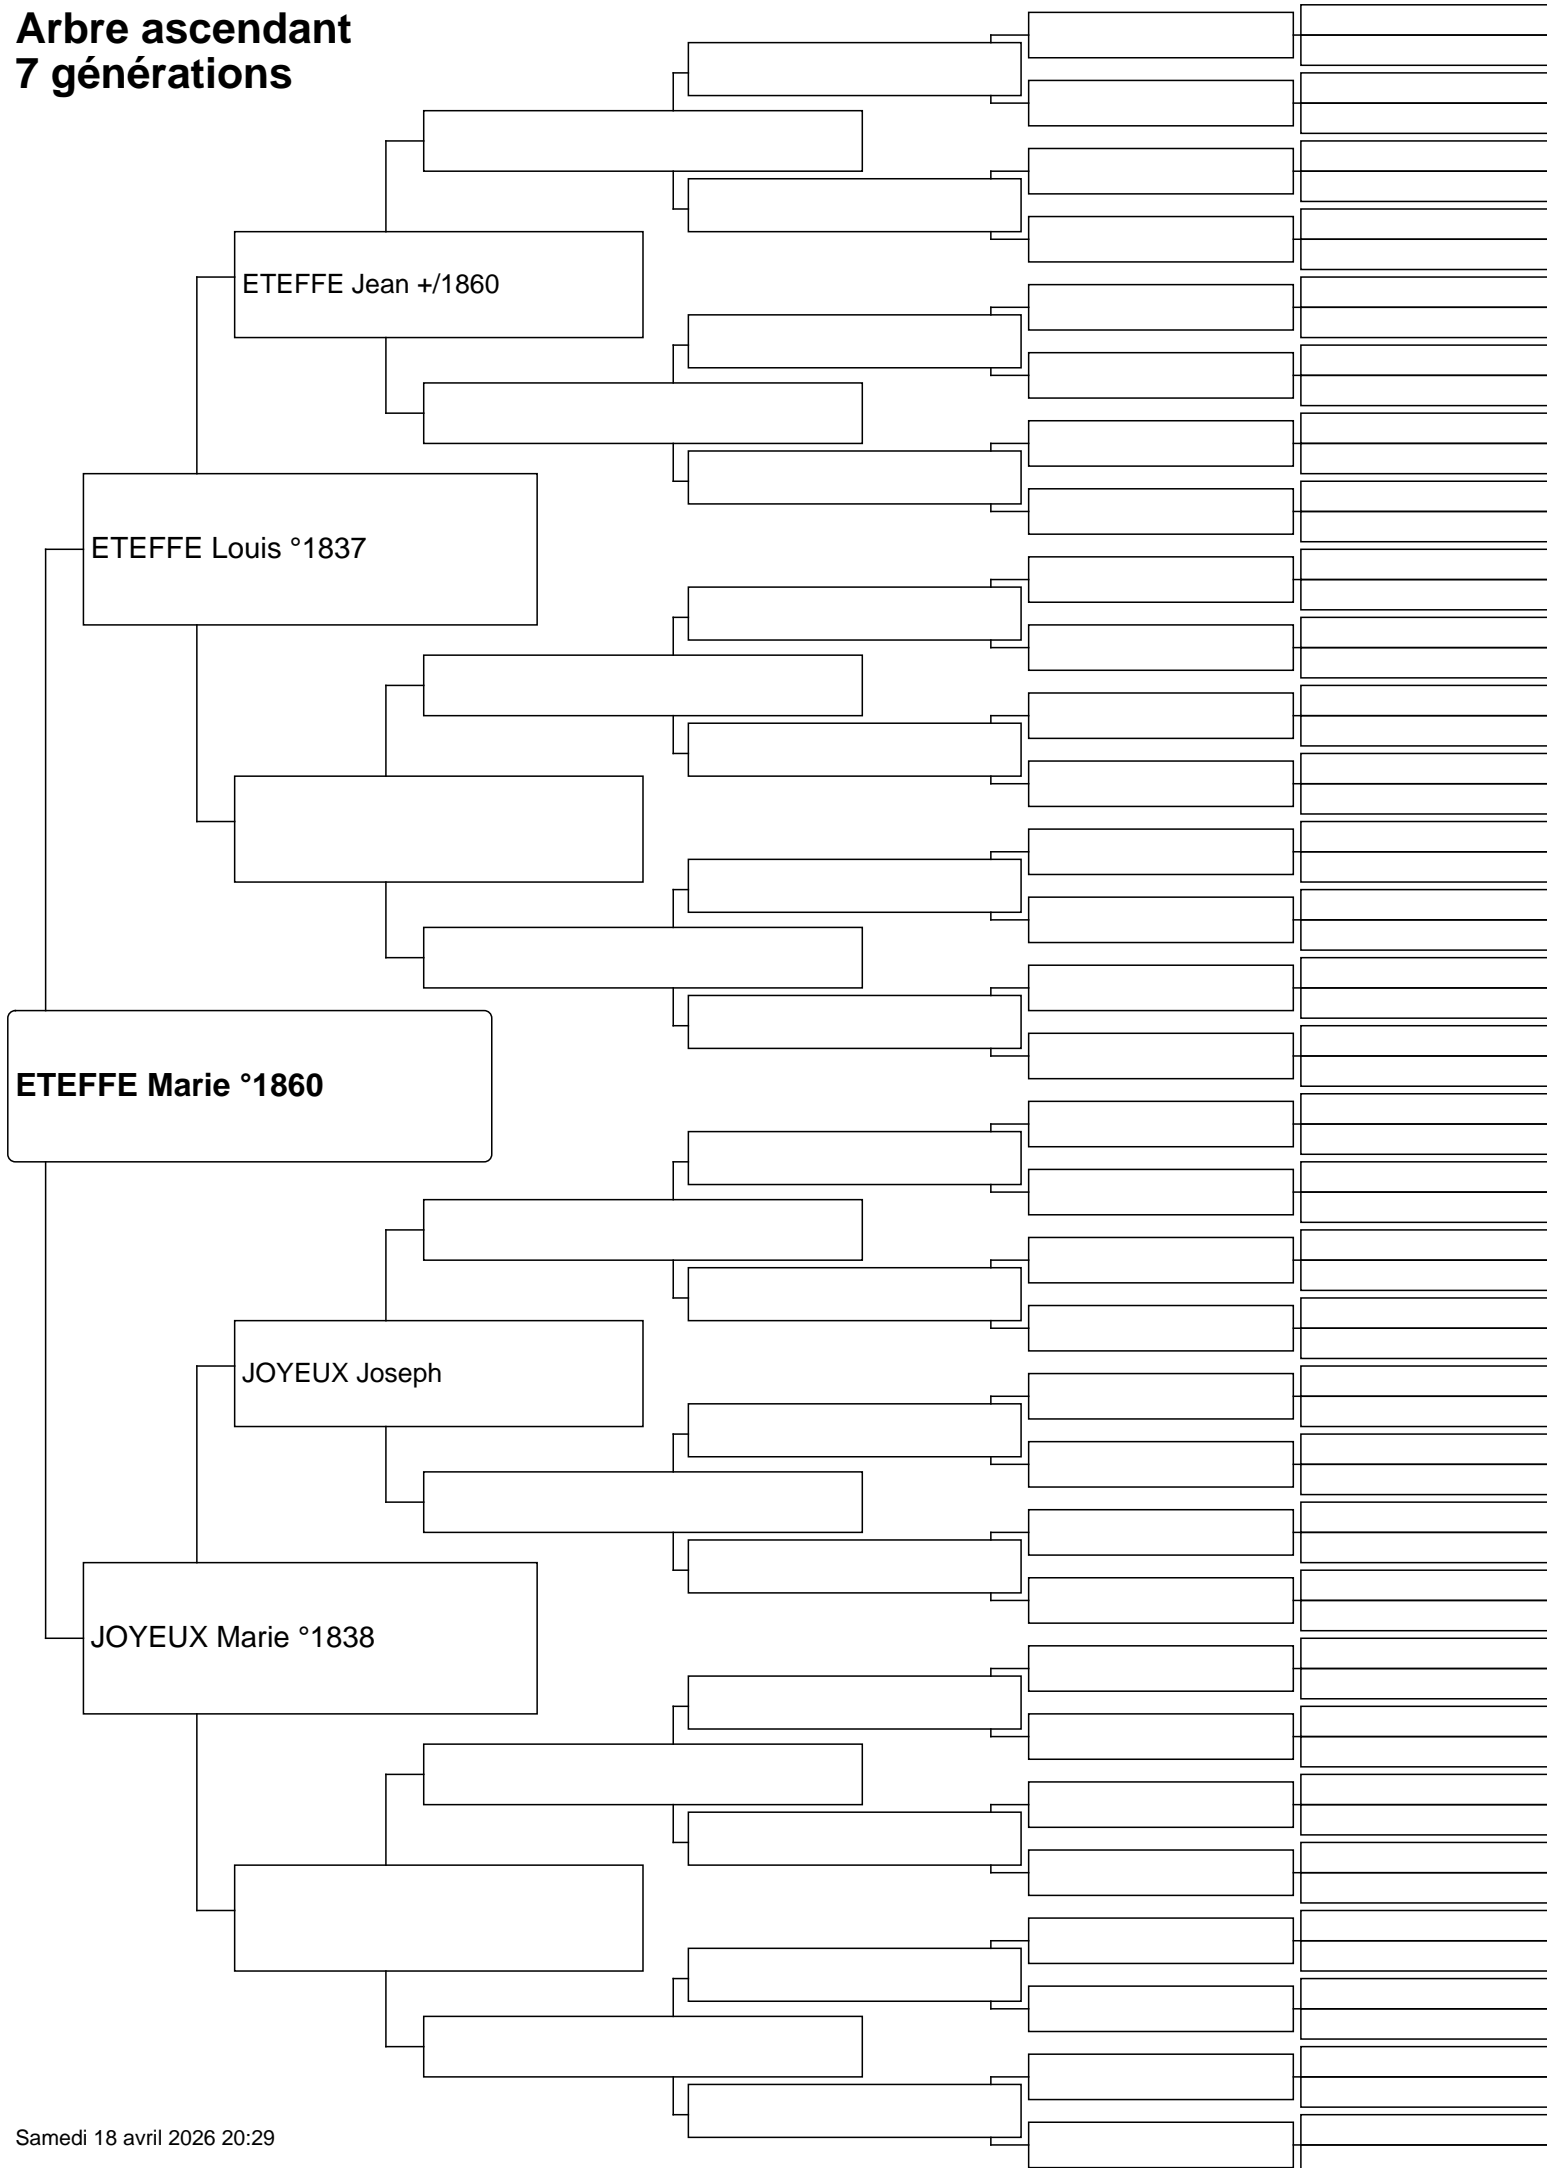 Arbre ascendant
7 générations
ETEFFE Jean +/1860
ETEFFE Louis °1837
ETEFFE Marie °1860
JOYEUX Joseph
JOYEUX Marie °1838
Samedi 18 avril 2026 20:29